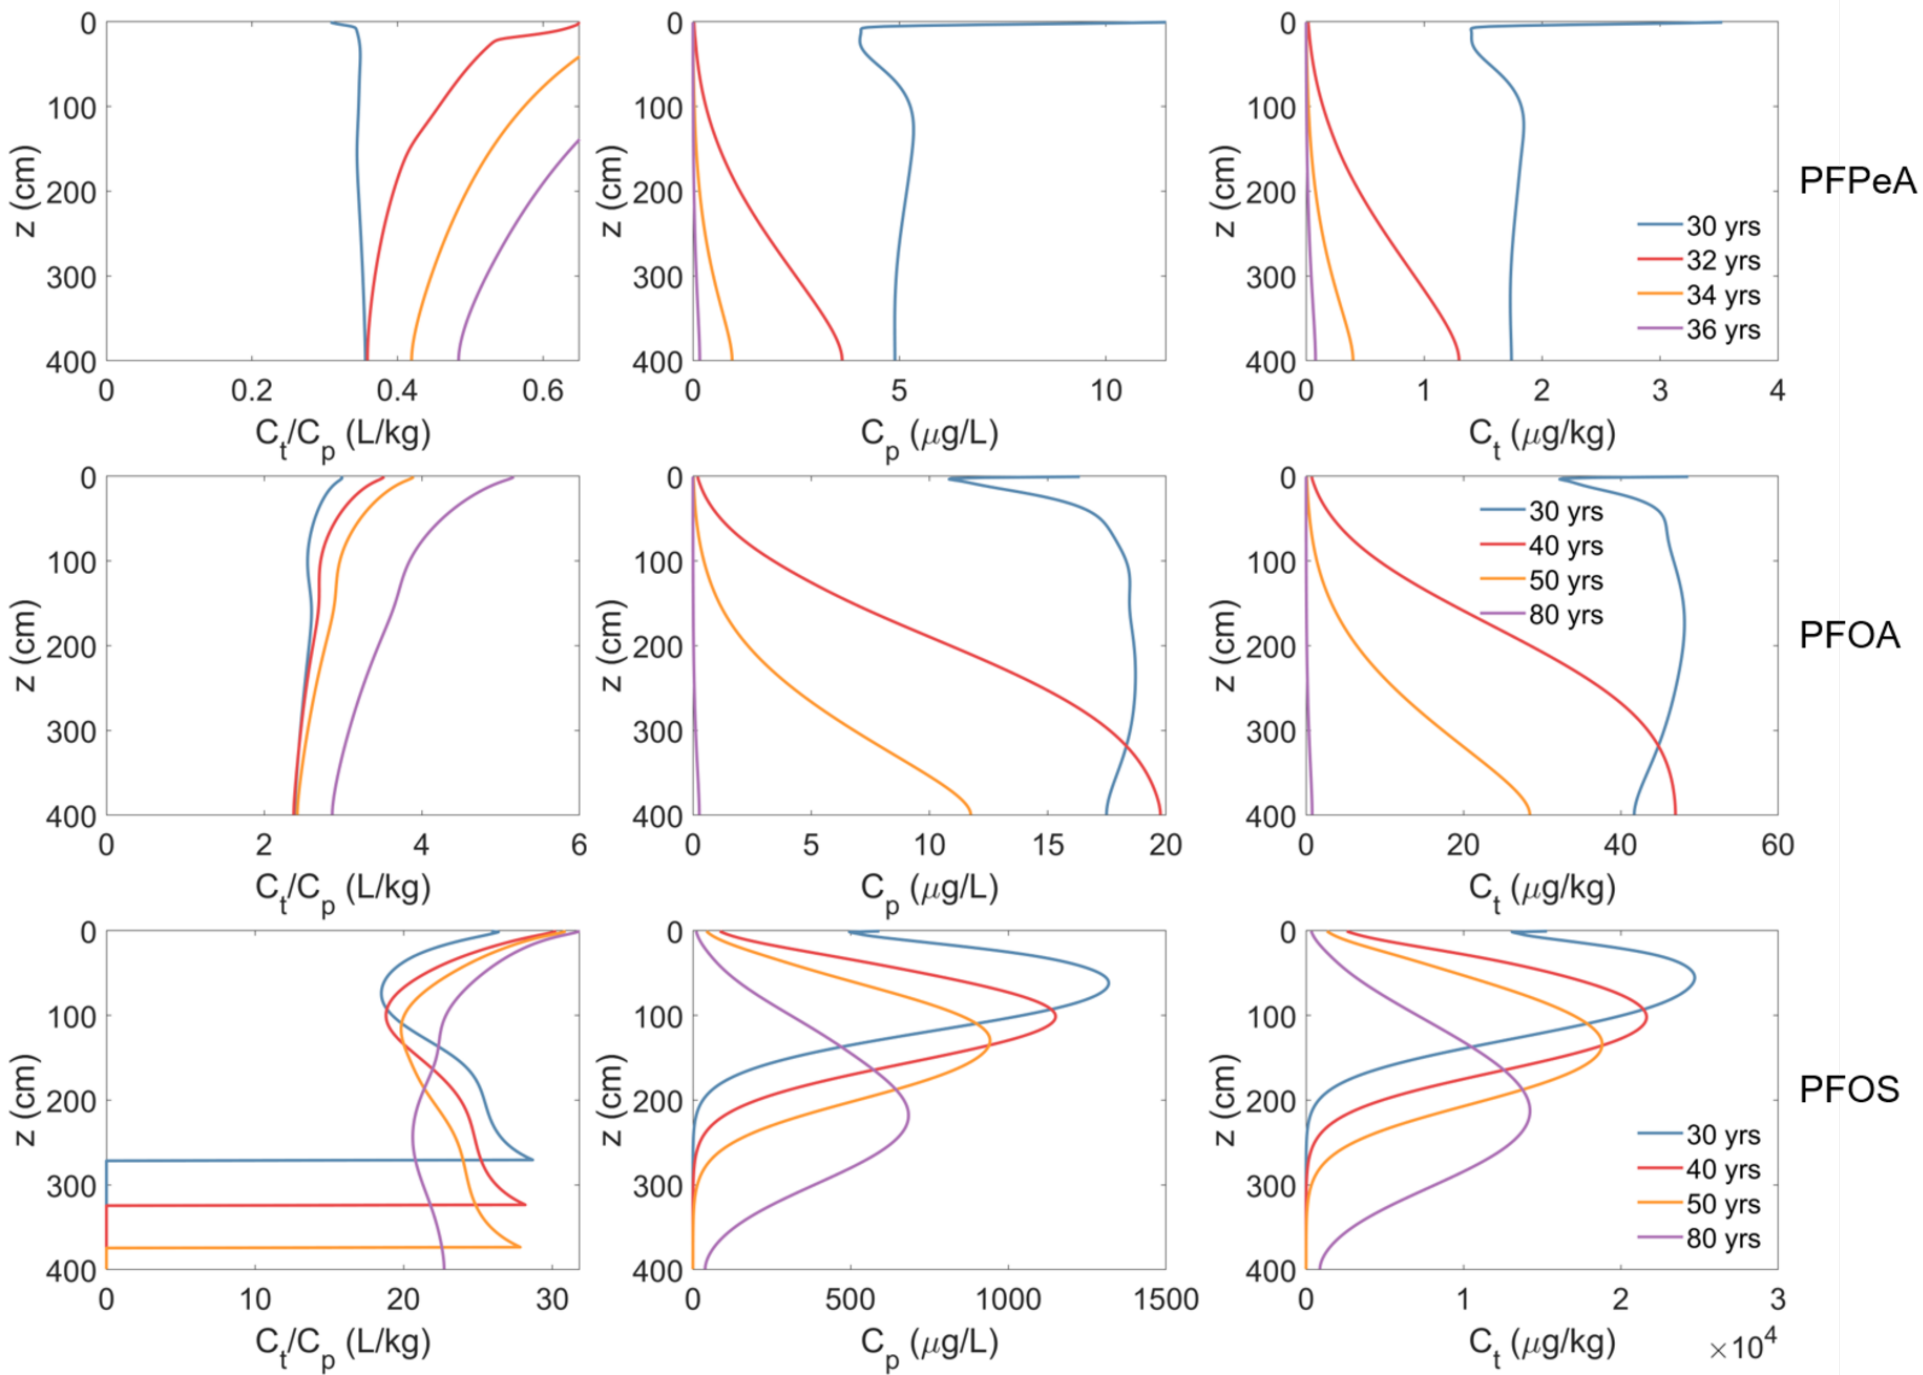 0
100
200
300
400
z (cm)
0 0.2 0.4 0.6
Ct/Cp (L/kg)
0
100
200
300
400
z (cm)
0 5 10
Cp (μg/L)
0
100
200
300
400
z (cm)
30 yrs
32 yrs
34 yrs
36 yrs
0 1 2 3 4
Ct (μg/kg)
PFPeA
0
100
200
300
400
z (cm)
0 2 4 6
Ct/Cp (L/kg)
0
100
200
300
400
z (cm)
0 5 10 15 20
Cp (μg/L)
0
100
200
300
400
z (cm)
30 yrs
40 yrs
50 yrs
80 yrs
0 20 40 60
Ct (μg/kg)
PFOA
0
100
200
300
400
z (cm)
0 10 20 30
Ct/Cp (L/kg)
0
100
200
300
400
z (cm)
0 500 1000 1500
Cp (μg/L)
0
100
200
300
400
z (cm)
30 yrs
40 yrs
50 yrs
80 yrs
0 1 2 3
Ct (μg/kg)
×10⁴
PFOS